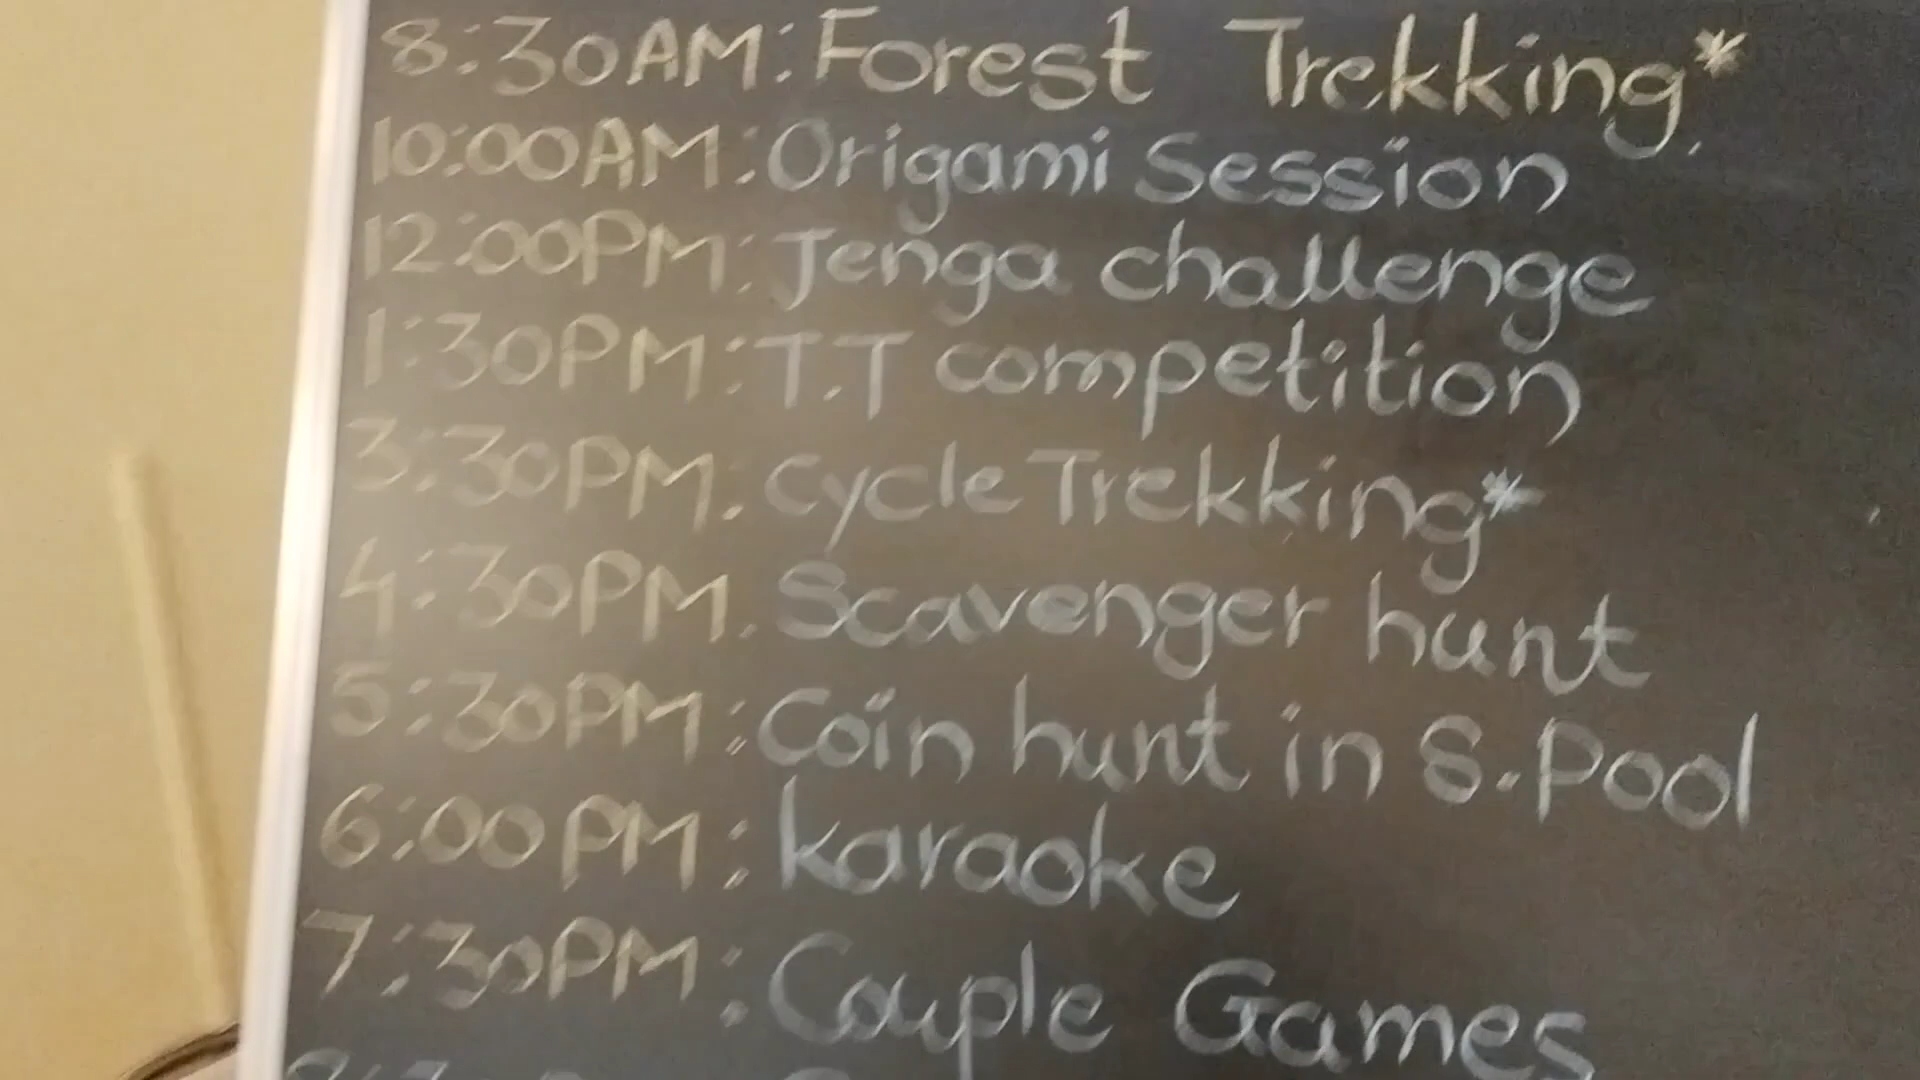 8:30AM: Forest Trekking*
10:00AM: Origami Session
12:00PM: Jenga challenge
1:30PM: T.T competition
3:30PM: Cycle Trekking*
4:30PM: Scavenger hunt
5:30PM: Coin hunt in S.Pool
6:00PM: karaoke
7:30PM: Couple Games